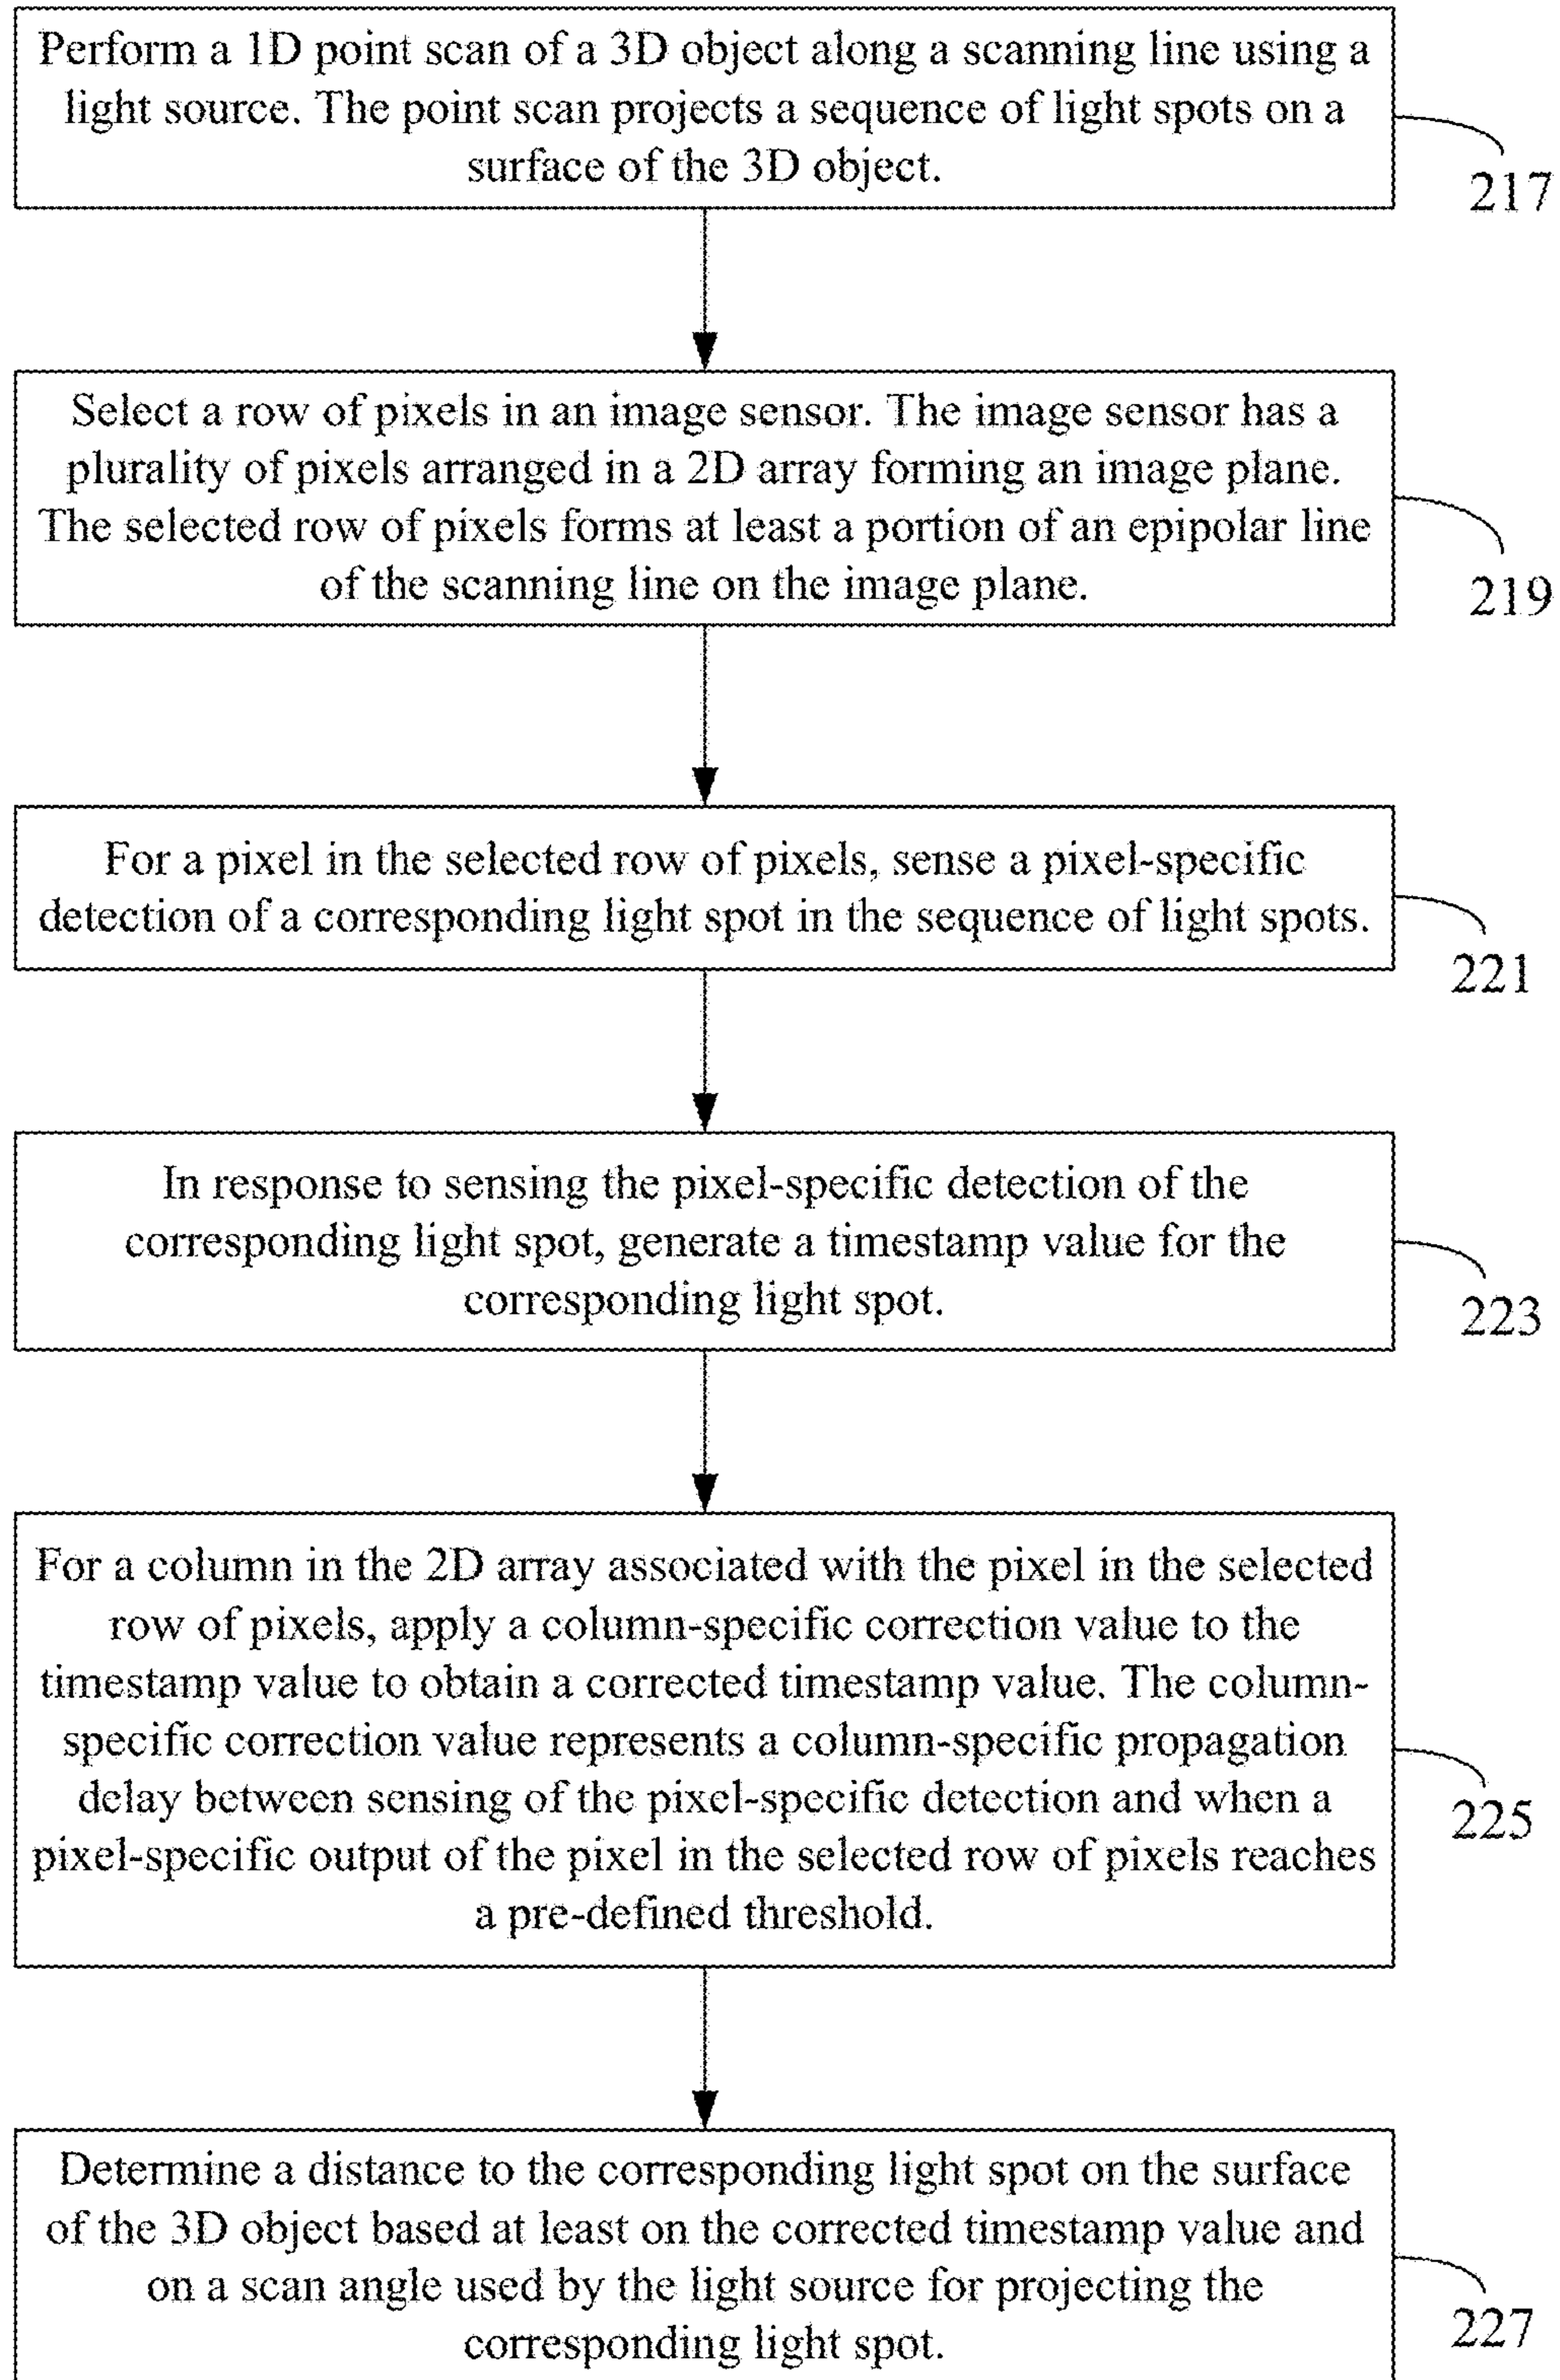 Perform a 1D point scan of a 3D object along a scanning line using a
light source. The point scan projects a sequence of light spots on a
surface of the 3D object.
217
Select a row of pixels in an image sensor. The image sensor has a
plurality of pixels arranged in a 2D array forming an image plane.
The selected row of pixels forms at least a portion of an epipolar line
of the scanning line on the image plane.
219
For a pixel in the selected row of pixels, sense a pixel-specific
detection of a corresponding light spot in the sequence of light spots.
221
In response to sensing the pixel-specific detection of the
corresponding light spot, generate a timestamp value for the
corresponding light spot.
223
For a column in the 2D array associated with the pixel in the selected
row of pixels, apply a column-specific correction value to the
timestamp value to obtain a corrected timestamp value. The column-
specific correction value represents a column-specific propagation
delay between sensing of the pixel-specific detection and when a
pixel-specific output of the pixel in the selected row of pixels reaches
a pre-defined threshold.
225
Determine a distance to the corresponding light spot on the surface
of the 3D object based at least on the corrected timestamp value and
on a scan angle used by the light source for projecting the
corresponding light spot.
227